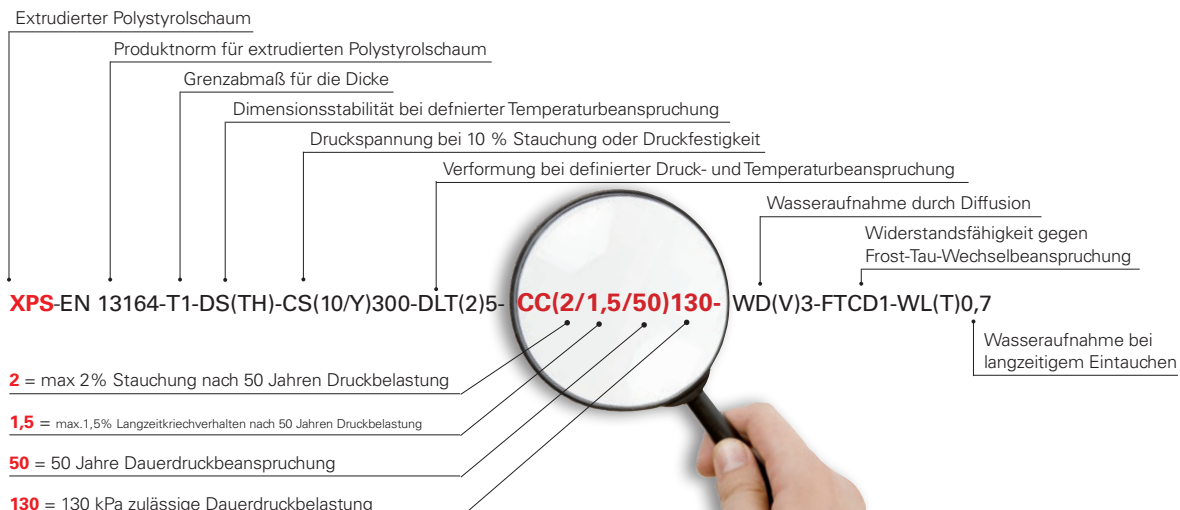 Extrudierter Polystyrolschaum
Produktnorm für extrudierten Polystyrolschaum
Grenzabmaß für die Dicke
Dimensionsstabilität bei defnierter Temperaturbeanspruchung
Druckspannung bei 10 % Stauchung oder Druckfestigkeit
Verformung bei definierter Druck- und Temperaturbeanspruchung
Wasseraufnahme durch Diffusion
Widerstandsfähigkeit gegen
Frost-Tau-Wechselbeanspruchung
XPS-EN 13164-T1-DS(TH)-CS(10/Y)300-DLT(2)5- CC(2/1,5/50)130- WD(V)3-FTCD1-WL(T)0,7
Wasseraufnahme bei
langzeitigem Eintauchen
2 = max 2% Stauchung nach 50 Jahren Druckbelastung
1,5 = max.1,5% Langzeitkriechverhalten nach 50 Jahren Druckbelastung
50 = 50 Jahre Dauerdruckbeanspruchung
130 = 130 kPa zulässige Dauerdruckbelastung